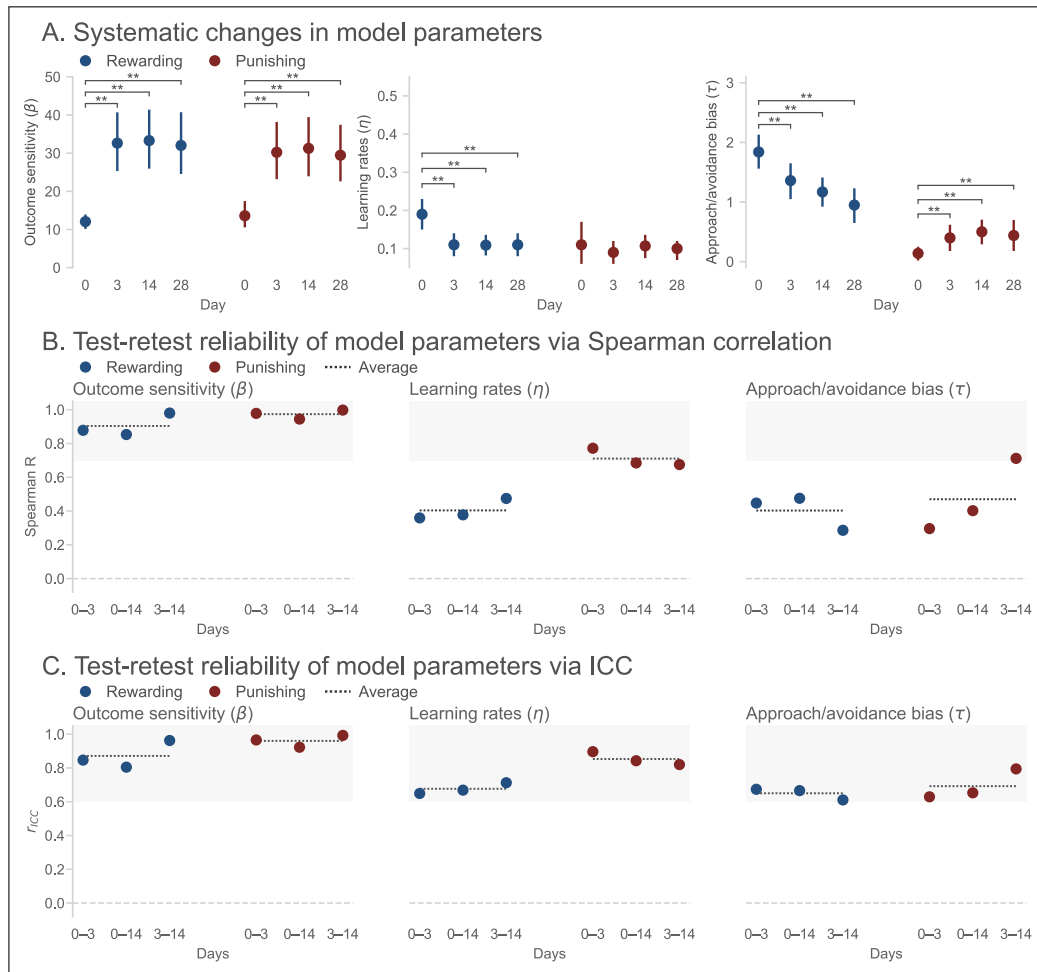 A. Systematic changes in model parameters
Rewarding Punishing
Outcome sensitivity (β)
50
40
30
20
10
0
** ** **
** ** **
0 3 14 28 0 3 14 28
Day
Learning rates (η)
0.5
0.4
0.3
0.2
0.1
** ** **
0 3 14 28 0 3 14 28
Day
Approach/avoidance bias (τ)
3
2
1
0
** ** **
** ** **
0 3 14 28 0 3 14 28
Day
B. Test-retest reliability of model parameters via Spearman correlation
Rewarding Punishing Average
Outcome sensitivity (β) Learning rates (η) Approach/avoidance bias (τ)
Spearman R
1.0
0.8
0.6
0.4
0.2
0.0
0–3 0–14 3–14 0–3 0–14 3–14 0–3 0–14 3–14 0–3 0–14 3–14 0–3 0–14 3–14 0–3 0–14 3–14
Days Days Days
C. Test-retest reliability of model parameters via ICC
Rewarding Punishing Average
Outcome sensitivity (β) Learning rates (η) Approach/avoidance bias (τ)
rICC
1.0
0.8
0.6
0.4
0.2
0.0
0–3 0–14 3–14 0–3 0–14 3–14 0–3 0–14 3–14 0–3 0–14 3–14 0–3 0–14 3–14 0–3 0–14 3–14
Days Days Days